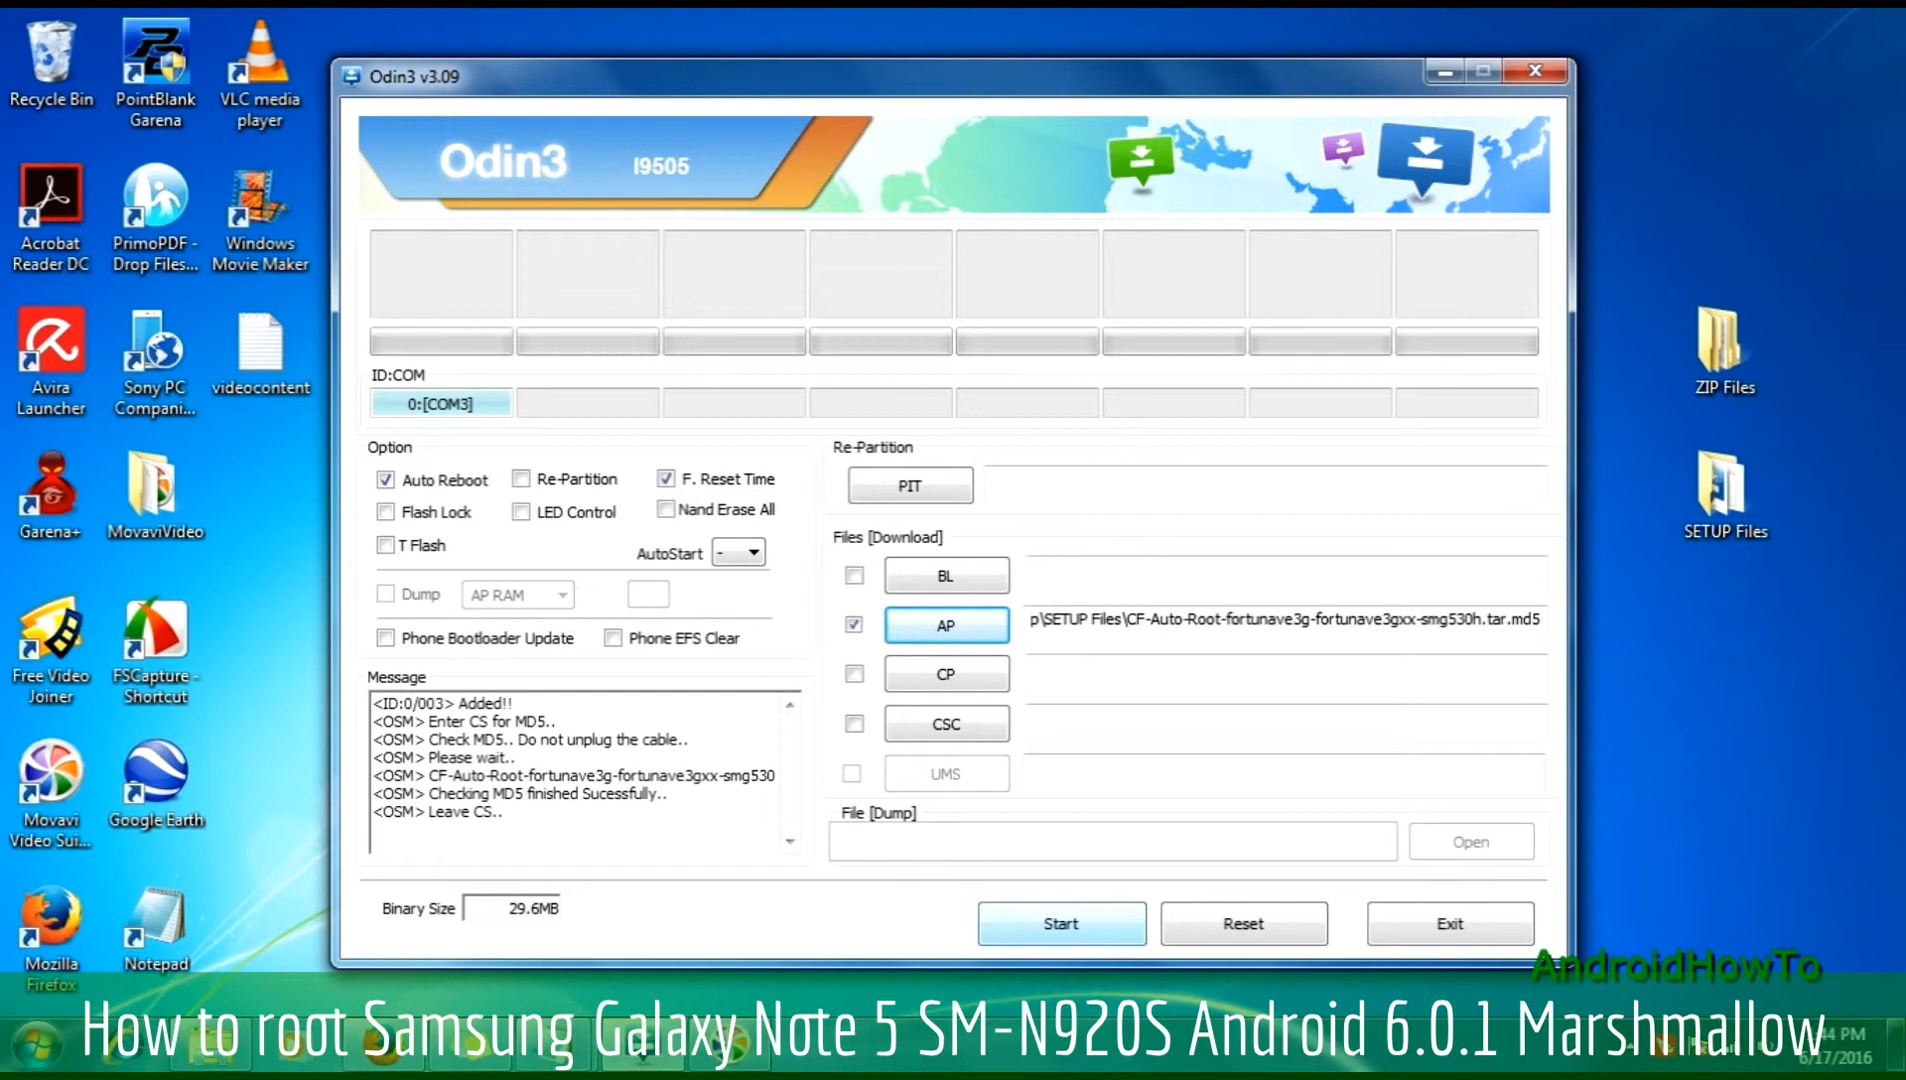 Recycle Bin
PointBlank
Garena
VLC media
player
Acrobat
Reader DC
PrimoPDF -
Drop Files...
Windows
Movie Maker
Avira
Launcher
Sony PC
Compani...
videocontent
Garena+
MovaviVideo
Free Video
Joiner
FSCapture -
Shortcut
Movavi
Video Sui...
Google Earth
Mozilla
Firefox
Notepad
Odin3 v3.09
Odin3 I9505
ID:COM
0:[COM3]
Option
Auto Reboot Re-Partition F. Reset Time
Flash Lock LED Control Nand Erase All
T Flash AutoStart -
Dump AP RAM
Phone Bootloader Update Phone EFS Clear
Message
<ID:0/003> Added!!
<OSM> Enter CS for MD5..
<OSM> Check MD5.. Do not unplug the cable..
<OSM> Please wait..
<OSM> CF-Auto-Root-fortunave3g-fortunave3gxx-smg530
<OSM> Checking MD5 finished Sucessfully..
<OSM> Leave CS..
Re-Partition
PIT
Files [Download]
BL
AP p\SETUP Files\CF-Auto-Root-fortunave3g-fortunave3gxx-smg530h.tar.md5
CP
CSC
UMS
File [Dump]
Open
Binary Size 29.6MB
Start Reset Exit
ZIP Files
SETUP Files
AndroidHowTo
How to root Samsung Galaxy Note 5 SM-N920S Android 6.0.1 Marshmallow
PM
6/17/2016